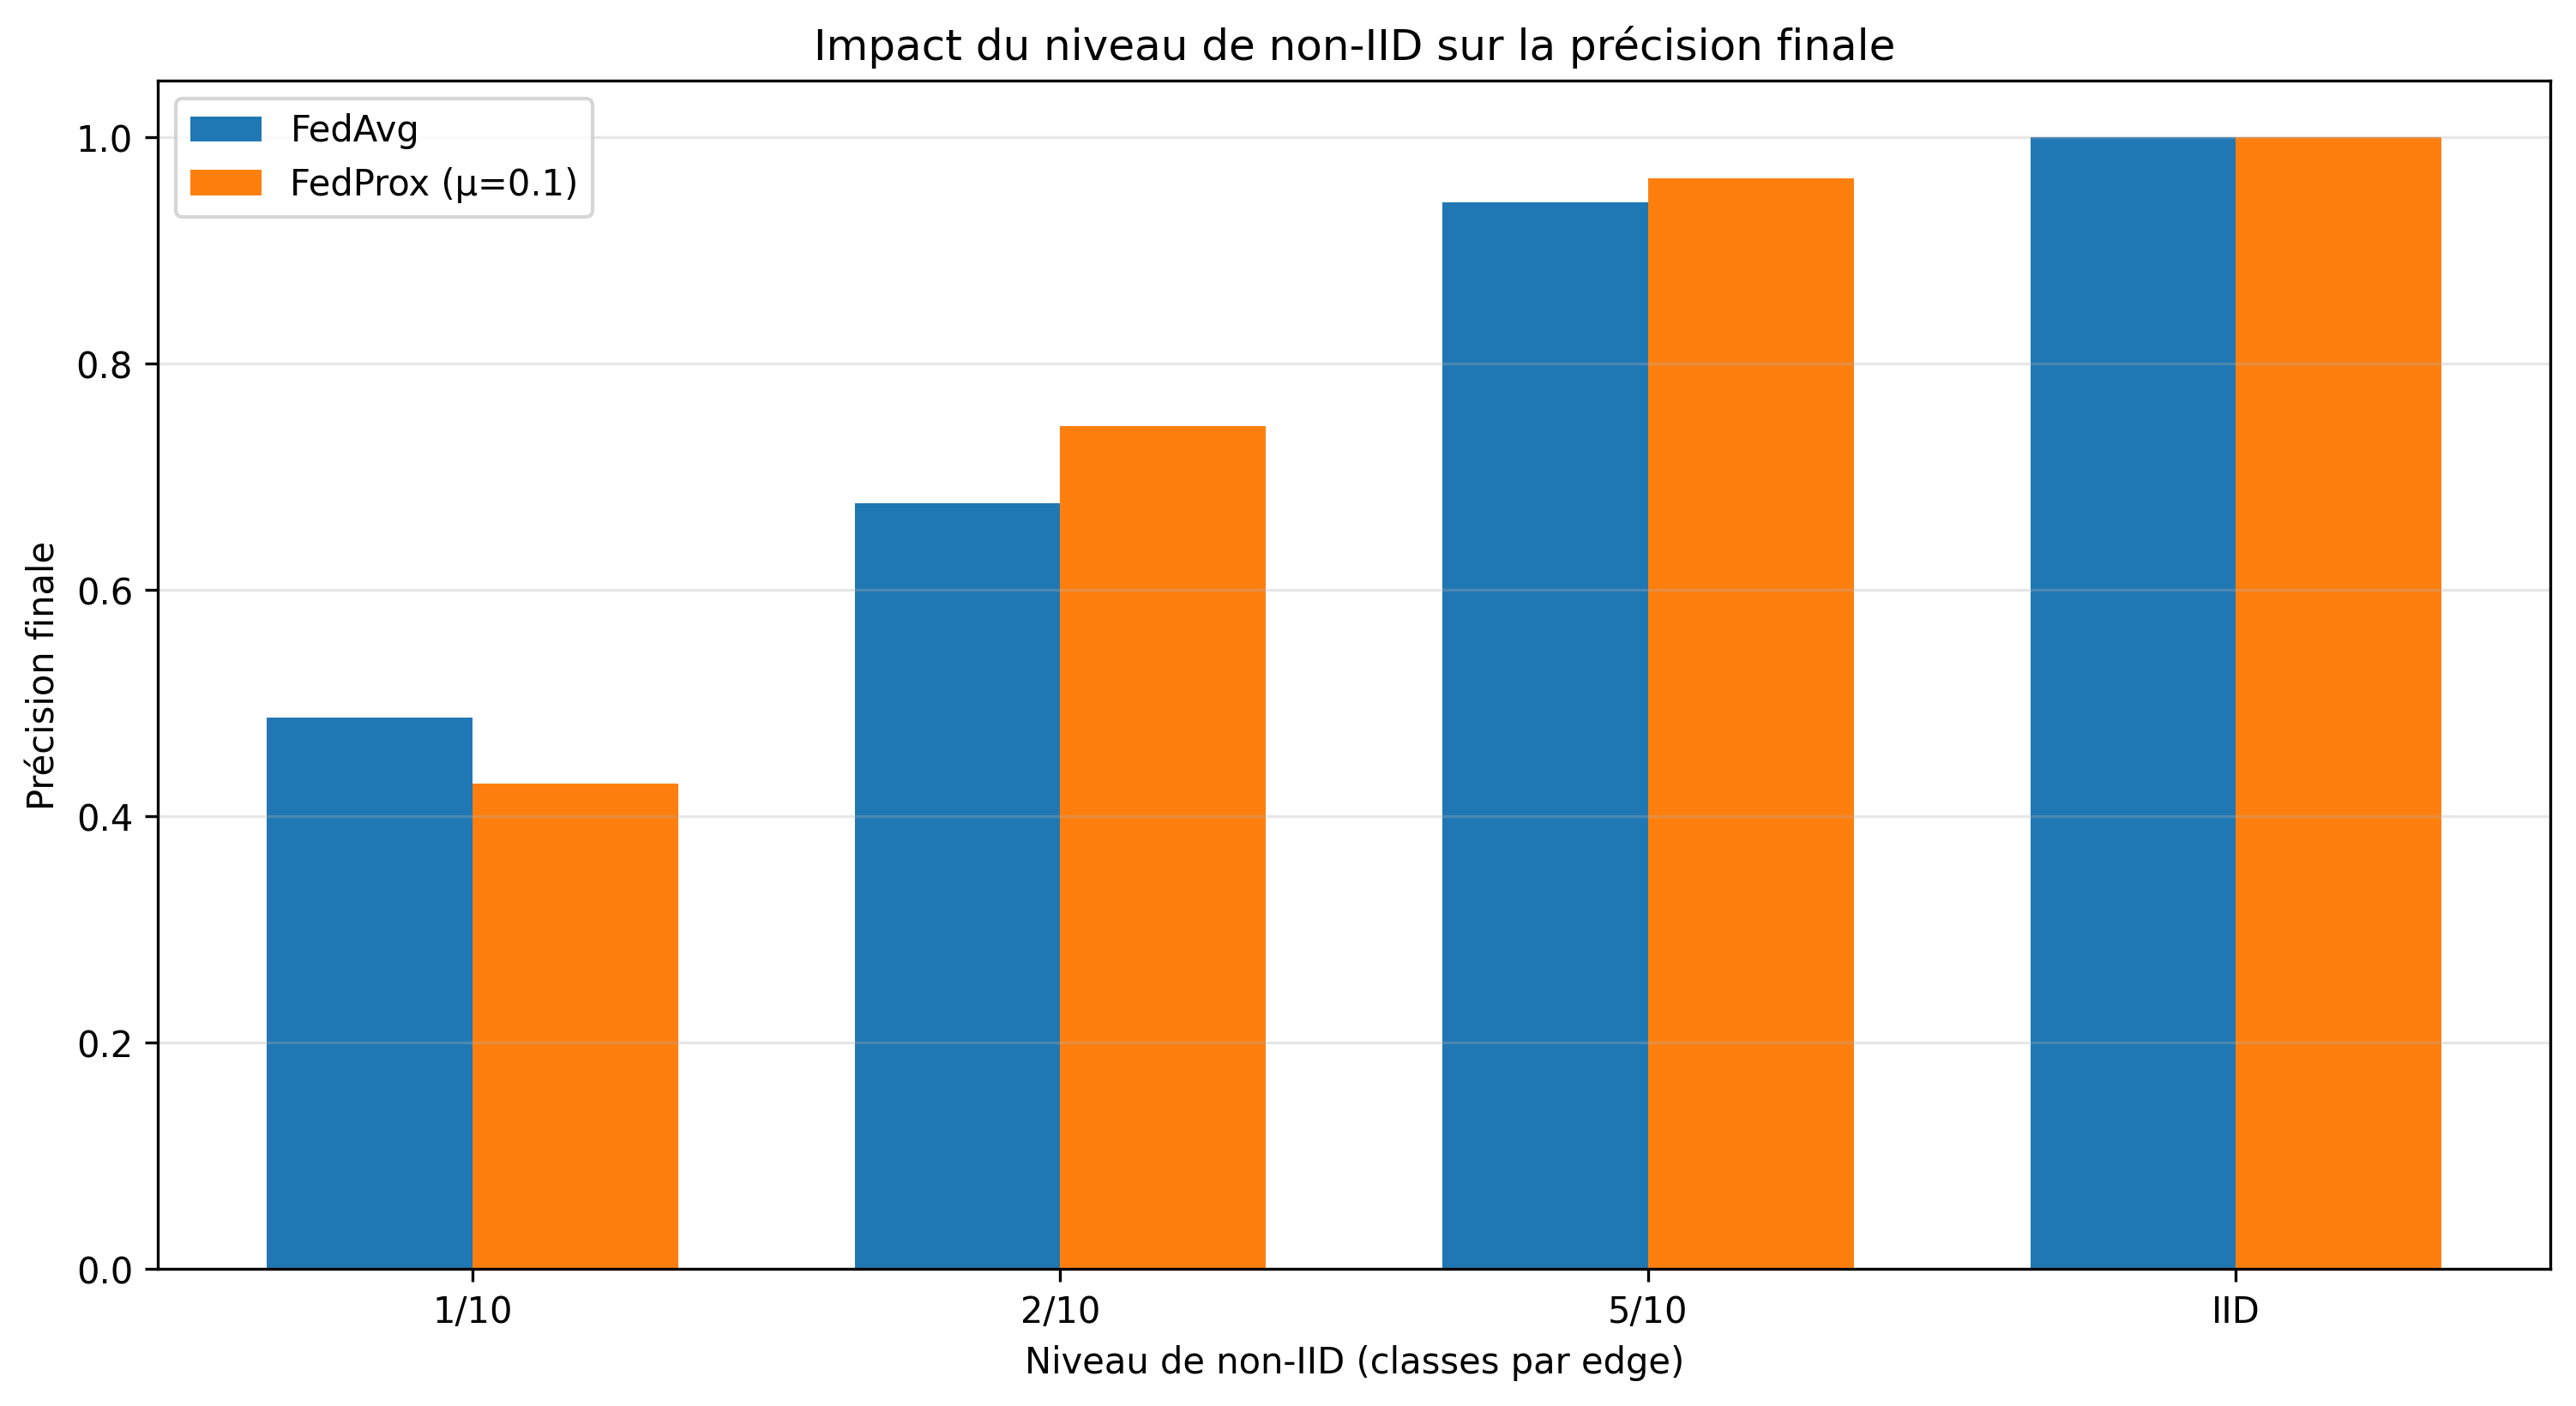 Impact du niveau de non-IID sur la précision finale
FedAvg
FedProx (μ=0.1)
1.0
0.8
0.6
0.4
0.2
0.0
Précision finale
1/10
2/10
5/10
IID
Niveau de non-IID (classes par edge)